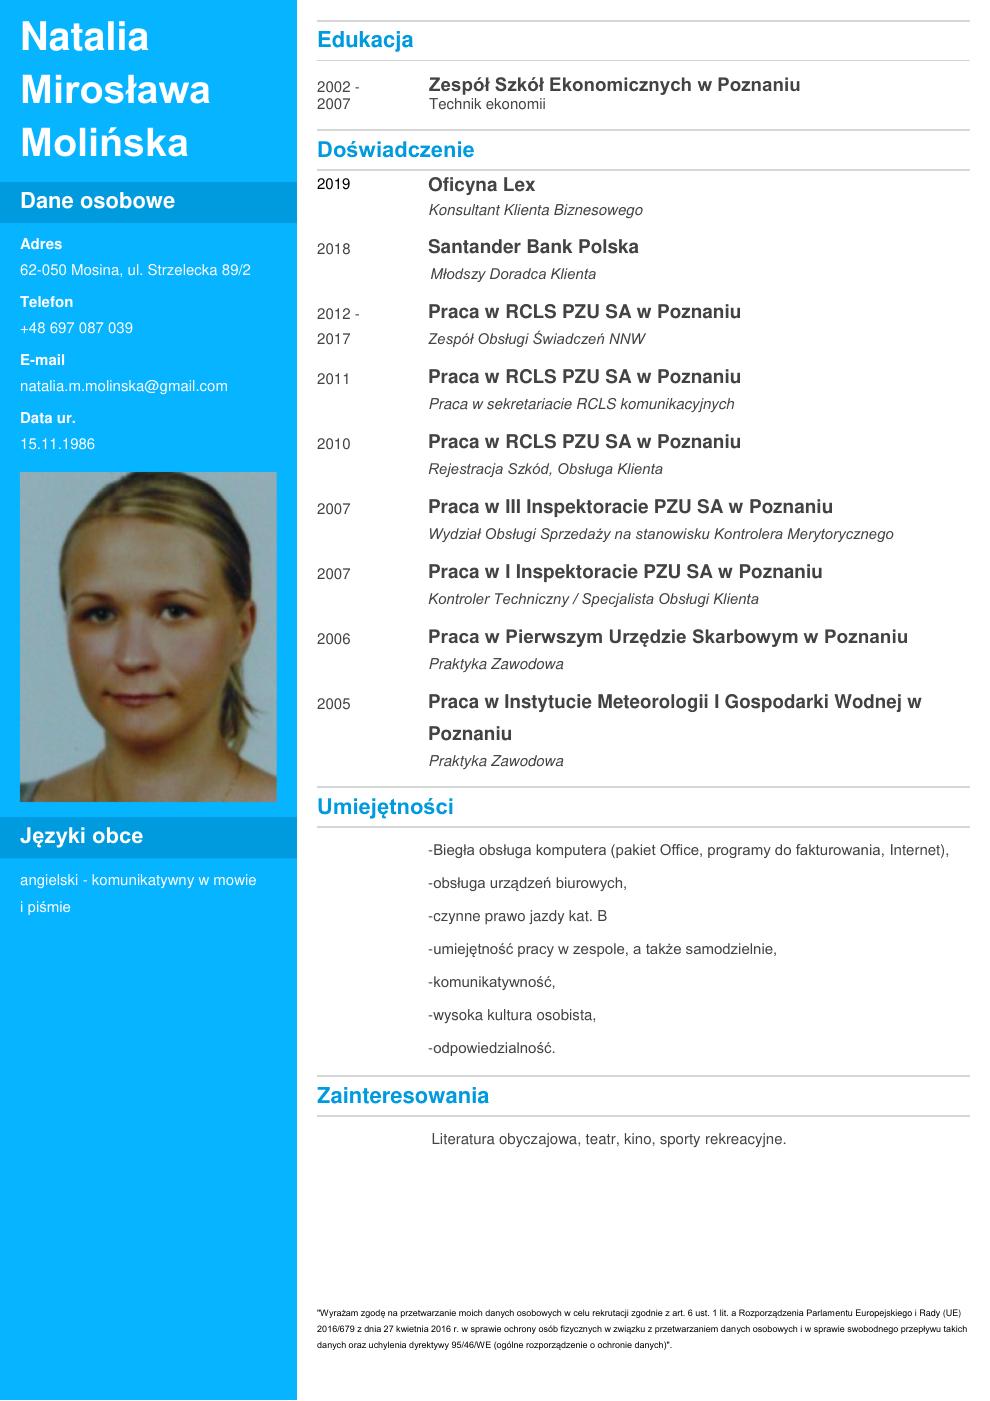 Natalia
Mirosława
Molińska
Dane osobowe
Adres
62-050 Mosina, ul. Strzelecka 89/2
Telefon
+48 697 087 039
E-mail
natalia.m.molinska@gmail.com
Data ur.
15.11.1986
Języki obce
angielski - komunikatywny w mowie
i piśmie
Edukacja
2002 - Zespół Szkół Ekonomicznych w Poznaniu
2007 Technik ekonomii
Doświadczenie
2019 Oficyna Lex
Konsultant Klienta Biznesowego
2018 Santander Bank Polska
Młodszy Doradca Klienta
2012 - Praca w RCLS PZU SA w Poznaniu
2017 Zespół Obsługi Świadczeń NNW
2011 Praca w RCLS PZU SA w Poznaniu
Praca w sekretariacie RCLS komunikacyjnych
2010 Praca w RCLS PZU SA w Poznaniu
Rejestracja Szkód, Obsługa Klienta
2007 Praca w III Inspektoracie PZU SA w Poznaniu
Wydział Obsługi Sprzedaży na stanowisku Kontrolera Merytorycznego
2007 Praca w I Inspektoracie PZU SA w Poznaniu
Kontroler Techniczny / Specjalista Obsługi Klienta
2006 Praca w Pierwszym Urzędzie Skarbowym w Poznaniu
Praktyka Zawodowa
2005 Praca w Instytucie Meteorologii I Gospodarki Wodnej w
Poznaniu
Praktyka Zawodowa
Umiejętności
-Biegła obsługa komputera (pakiet Office, programy do fakturowania, Internet),
-obsługa urządzeń biurowych,
-czynne prawo jazdy kat. B
-umiejętność pracy w zespole, a także samodzielnie,
-komunikatywność,
-wysoka kultura osobista,
-odpowiedzialność.
Zainteresowania
Literatura obyczajowa, teatr, kino, sporty rekreacyjne.
"Wyrażam zgodę na przetwarzanie moich danych osobowych w celu rekrutacji zgodnie z art. 6 ust. 1 lit. a Rozporządzenia Parlamentu Europejskiego i Rady (UE)
2016/679 z dnia 27 kwietnia 2016 r. w sprawie ochrony osób fizycznych w związku z przetwarzaniem danych osobowych i w sprawie swobodnego przepływu takich
danych oraz uchylenia dyrektywy 95/46/WE (ogólne rozporządzenie o ochronie danych)".